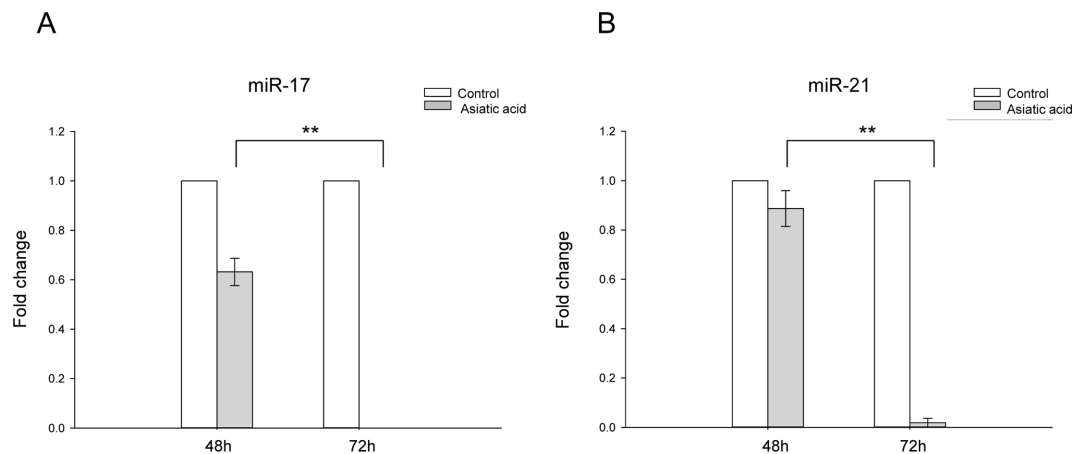 A
miR-17
Control
Asiatic acid
**
1.2
1.0
0.8
0.6
0.4
0.2
0.0
Fold change
48h
72h
B
miR-21
Control
Asiatic acid
**
1.2
1.0
0.8
0.6
0.4
0.2
0.0
Fold change
48h
72h